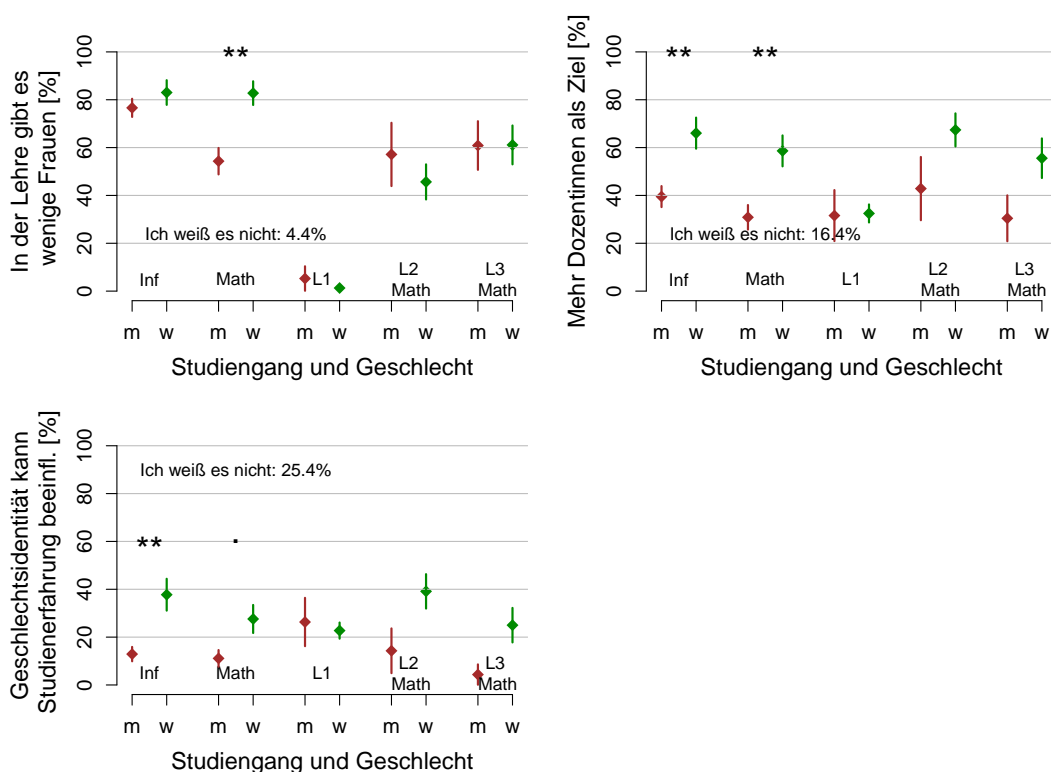 In der Lehre gibt es
wenige Frauen [%]
100
80
60
40
20
0
**
Ich weiß es nicht: 4.4%
Inf
Math
L1
L2
Math
L3
Math
m w m w m w m w m w
Studiengang und Geschlecht
Mehr Dozentinnen als Ziel [%]
100
80
60
40
20
0
** **
Ich weiß es nicht: 16.4%
Inf
Math
L1
L2
Math
L3
Math
m w m w m w m w m w
Studiengang und Geschlecht
Geschlechtsidentität kann
Studienerfahrung beeinfl. [%]
100
80
60
40
20
0
Ich weiß es nicht: 25.4%
** .
Inf
Math
L1
L2
Math
L3
Math
m w m w m w m w m w
Studiengang und Geschlecht